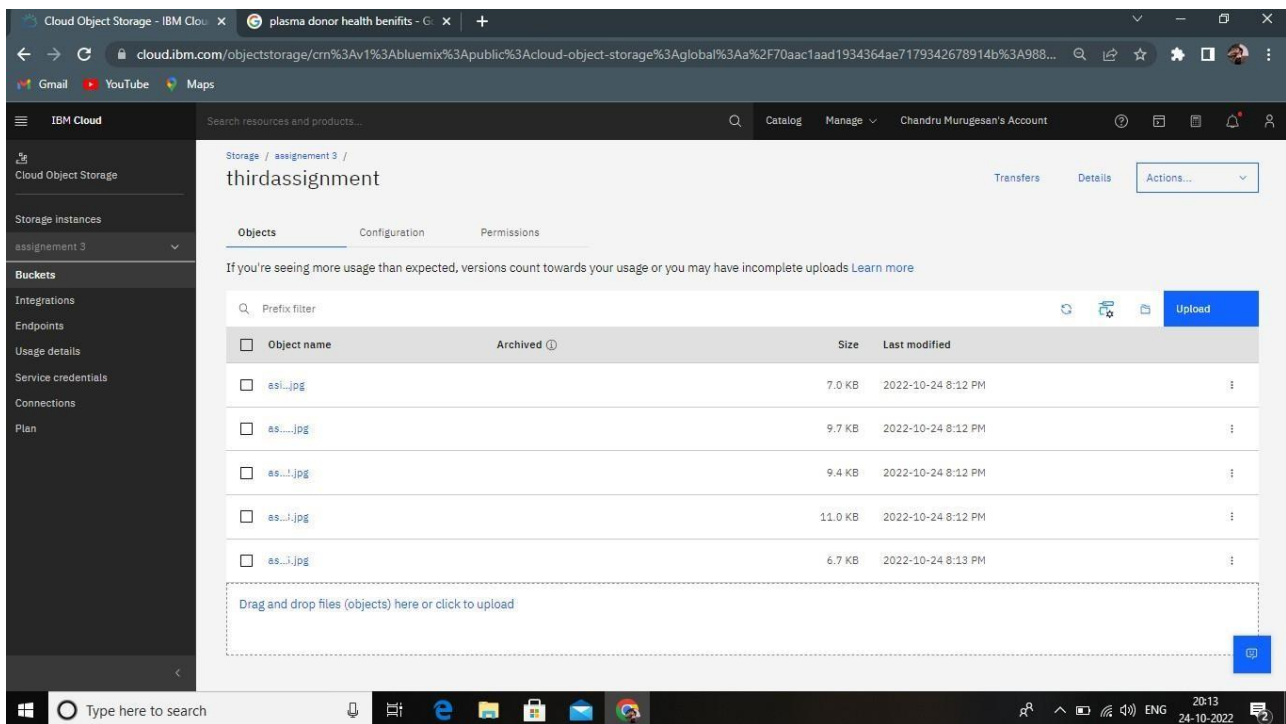 Cloud Object Storage - IBM Clou
plasma donor health benifits - Go
cloud.ibm.com/objectstorage/crn%3Av1%3Abluemix%3Apublic%3Acloud-object-storage%3Aglobal%3Aa%2F70aac1aad1934364ae7179342678914b%3A988...
Gmail YouTube Maps
IBM Cloud
Search resources and products...
Catalog Manage Chandru Murugesan's Account
Cloud Object Storage
Storage instances
assignement 3
Buckets
Integrations
Endpoints
Usage details
Service credentials
Connections
Plan
Storage / assignement 3 /
thirdassignment
Transfers Details Actions...
Objects Configuration Permissions
If you're seeing more usage than expected, versions count towards your usage or you may have incomplete uploads Learn more
Prefix filter
Upload
Object name Archived Size Last modified
asi...jpg 7.0 KB 2022-10-24 8:12 PM
as.....jpg 9.7 KB 2022-10-24 8:12 PM
as...!.jpg 9.4 KB 2022-10-24 8:12 PM
as...i.jpg 11.0 KB 2022-10-24 8:12 PM
as...i.jpg 6.7 KB 2022-10-24 8:13 PM
Drag and drop files (objects) here or click to upload
Type here to search
ENG
20:13
24-10-2022
2